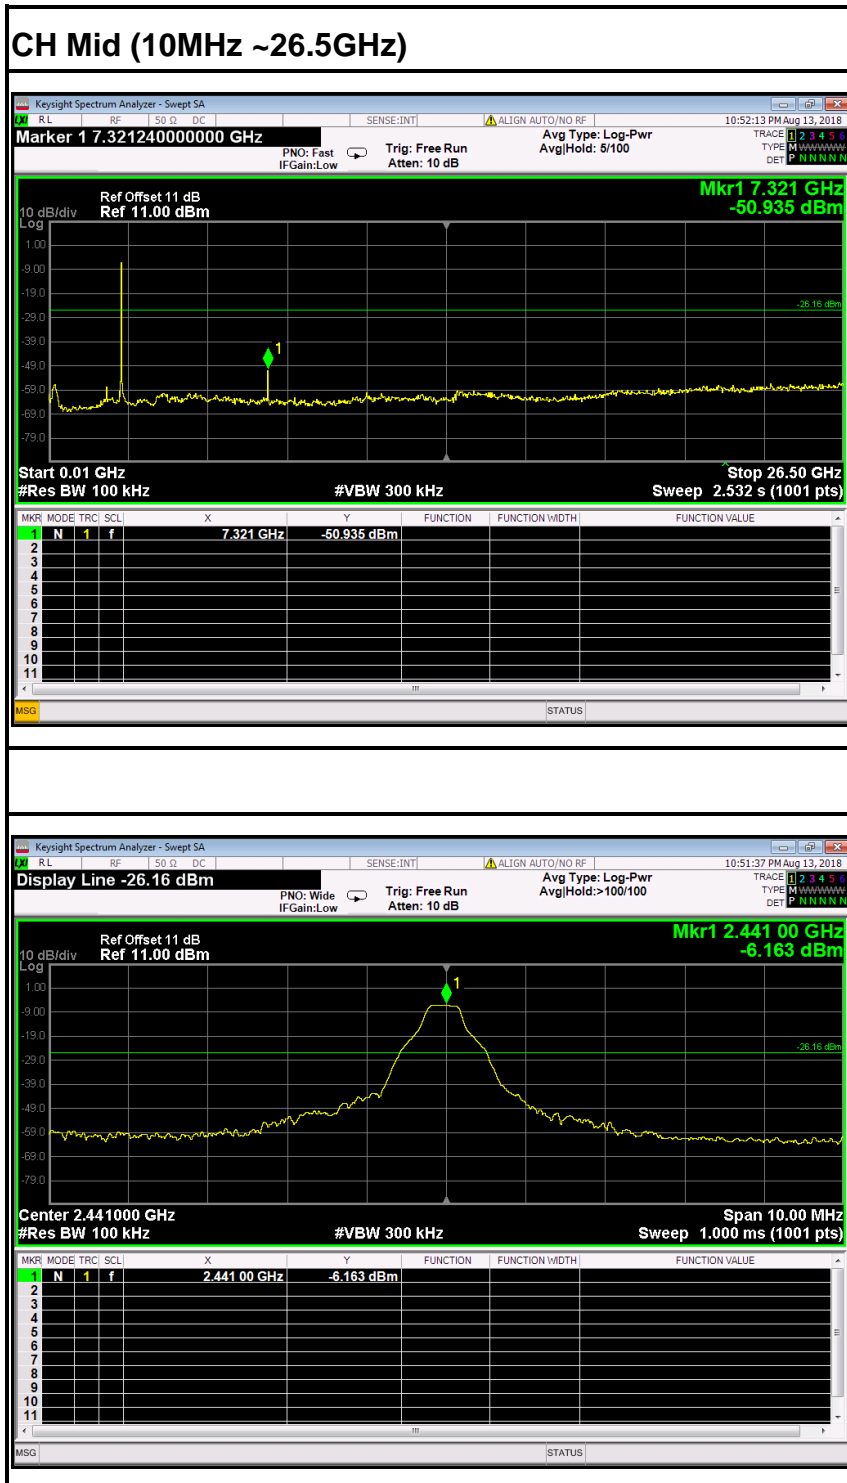 CH Mid (10MHz ~26.5GHz)
Keysight Spectrum Analyzer - Swept SA
LXI RL RF 50 Ω DC SENSE:INT ALIGN AUTO/NO RF 10:52:13 PM Aug 13, 2018
Marker 1 7.321240000000 GHz
PNO: Fast
IFGain:Low
Trig: Free Run
Atten: 10 dB
Avg Type: Log-Pwr
Avg|Hold: 5/100
TRACE 1 2 3 4 5 6
TYPE M WWWWW
DET P N N N N N
Mkr1 7.321 GHz
-50.935 dBm
Ref Offset 11 dB
10 dB/div Ref 11.00 dBm
Log
1.00
-9.00
-19.0
-26.16 dBm
-29.0
-39.0
1
-49.0
-59.0
-69.0
-79.0
Start 0.01 GHz Stop 26.50 GHz
#Res BW 100 kHz #VBW 300 kHz Sweep 2.532 s (1001 pts)
MKR MODE TRC SCL X Y FUNCTION FUNCTION WIDTH FUNCTION VALUE
1 N 1 f 7.321 GHz -50.935 dBm
2
3
4
5
6
7
8
9
10
11
MSG STATUS
Keysight Spectrum Analyzer - Swept SA
LXI RL RF 50 Ω DC SENSE:INT ALIGN AUTO/NO RF 10:51:37 PM Aug 13, 2018
Display Line -26.16 dBm
PNO: Wide
IFGain:Low
Trig: Free Run
Atten: 10 dB
Avg Type: Log-Pwr
Avg|Hold:>100/100
TRACE 1 2 3 4 5 6
TYPE M WWWWW
DET P N N N N N
Mkr1 2.441 00 GHz
-6.163 dBm
Ref Offset 11 dB
10 dB/div Ref 11.00 dBm
Log
1
1.00
-9.00
-19.0
-26.16 dBm
-29.0
-39.0
-49.0
-59.0
-69.0
-79.0
Center 2.441000 GHz Span 10.00 MHz
#Res BW 100 kHz #VBW 300 kHz Sweep 1.000 ms (1001 pts)
MKR MODE TRC SCL X Y FUNCTION FUNCTION WIDTH FUNCTION VALUE
1 N 1 f 2.441 00 GHz -6.163 dBm
2
3
4
5
6
7
8
9
10
11
MSG STATUS